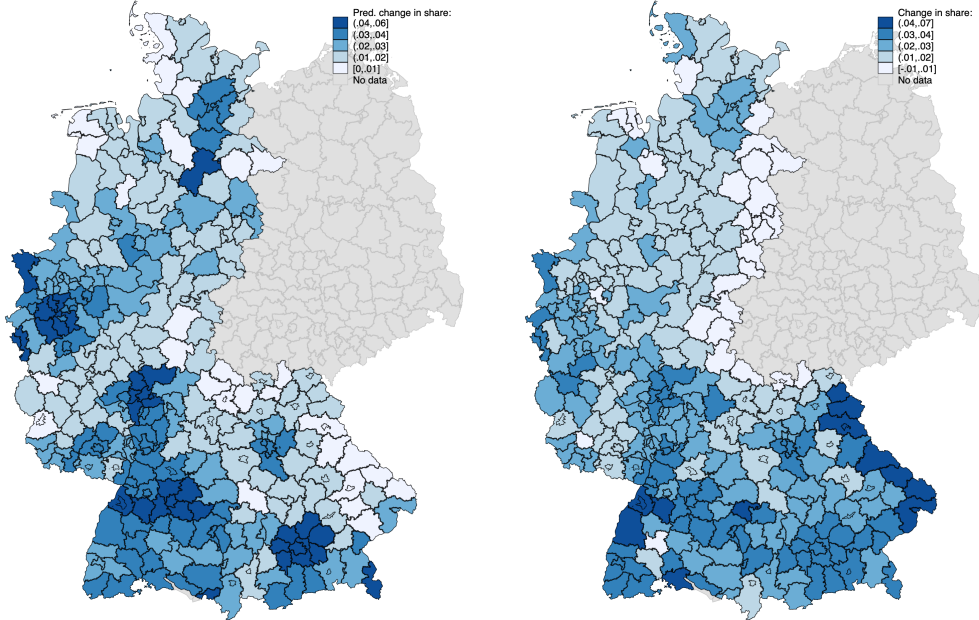 Pred. change in share:
(.04,.06]
(.03,.04]
(.02,.03]
(.01,.02]
[0,.01]
No data
Change in share:
(.04,.07]
(.03,.04]
(.02,.03]
(.01,.02]
[-.01,.01]
No data